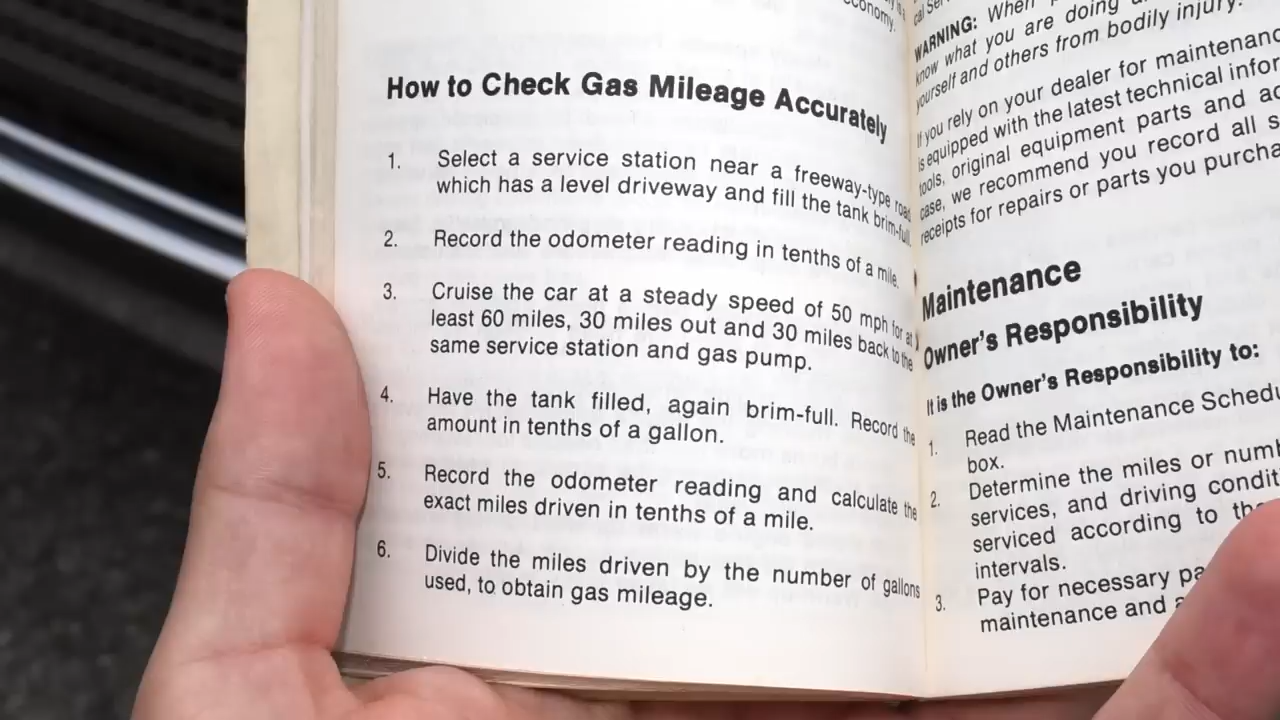 economy.
How to Check Gas Mileage Accurately
1. Select a service station near a freeway-type road
which has a level driveway and fill the tank brim-full.
2. Record the odometer reading in tenths of a mile.
3. Cruise the car at a steady speed of 50 mph for at
least 60 miles, 30 miles out and 30 miles back to the
same service station and gas pump.
4. Have the tank filled, again brim-full. Record the
amount in tenths of a gallon.
5. Record the odometer reading and calculate the
exact miles driven in tenths of a mile.
6. Divide the miles driven by the number of gallons
used, to obtain gas mileage.
WARNING: When
know what you are doing
yourself and others from bodily injury.
If you rely on your dealer for
is equipped with the latest technical
tools, original equipment parts and
case, we recommend you record all
receipts for repairs or parts you
Maintenance
Owner's Responsibility
It is the Owner's Responsibility to:
1. Read the Maintenance
box.
2. Determine the miles or
services, and driving
serviced according to
intervals.
3. Pay for necessary
maintenance and